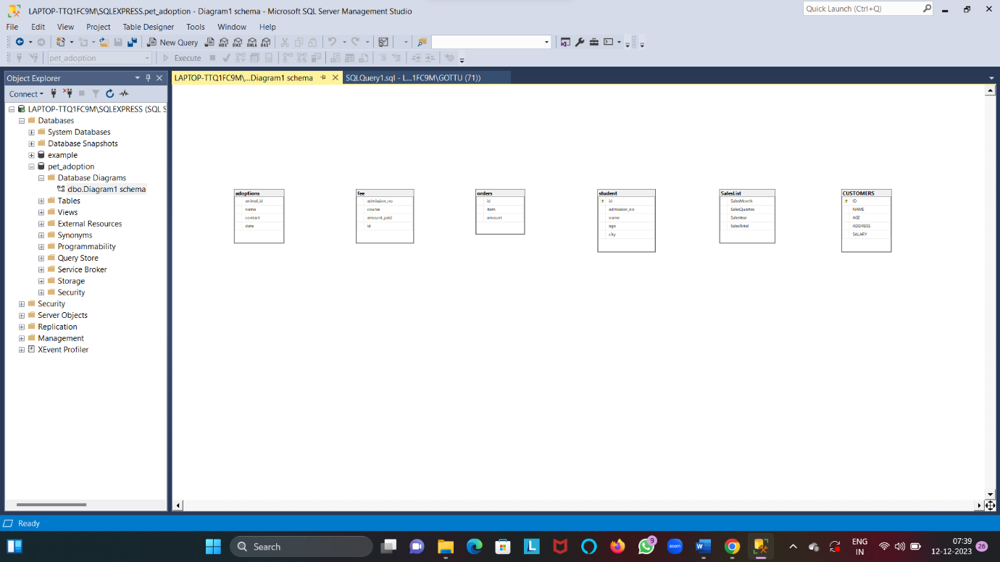 LAPTOP-TTQ1FC9M\SQLEXPRESS.pet_adoption - Diagram1 schema - Microsoft SQL Server Management Studio
Quick Launch (Ctrl+Q)
File Edit View Project Table Designer Tools Window Help
New Query MDX DMX XMLA DAX
pet_adoption Execute
Object Explorer
LAPTOP-TTQ1FC9M\...Diagram1 schema
SQLQuery1.sql - L...1FC9M\GOTTU (71))
Connect
LAPTOP-TTQ1FC9M\SQLEXPRESS (SQL S
Databases
System Databases
Database Snapshots
example
pet_adoption
Database Diagrams
dbo.Diagram1 schema
Tables
Views
External Resources
Synonyms
Programmability
Query Store
Service Broker
Storage
Security
Security
Server Objects
Replication
Management
XEvent Profiler
adoptions
animal_id
name
contact
date
fee
admission_no
course
amount_paid
id
orders
id
item
amount
student
id
admission_no
name
age
city
SalesList
SalesMonth
SalesQuartes
SalesYear
SalesTotal
CUSTOMERS
ID
NAME
AGE
ADDRESS
SALARY
Ready
Search
L
9
zoom
W
ENG
IN
07:39
12-12-2023
26